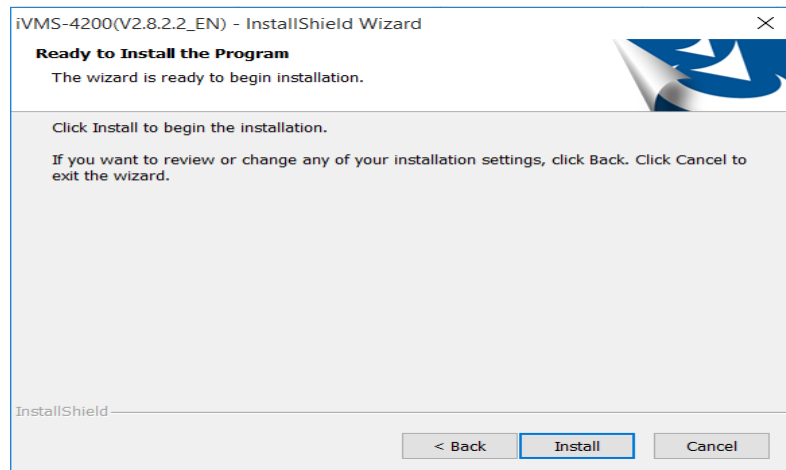 iVMS-4200(V2.8.2.2_EN) - InstallShield Wizard
Ready to Install the Program
The wizard is ready to begin installation.
Click Install to begin the installation.
If you want to review or change any of your installation settings, click Back. Click Cancel to
exit the wizard.
InstallShield
< Back
Install
Cancel